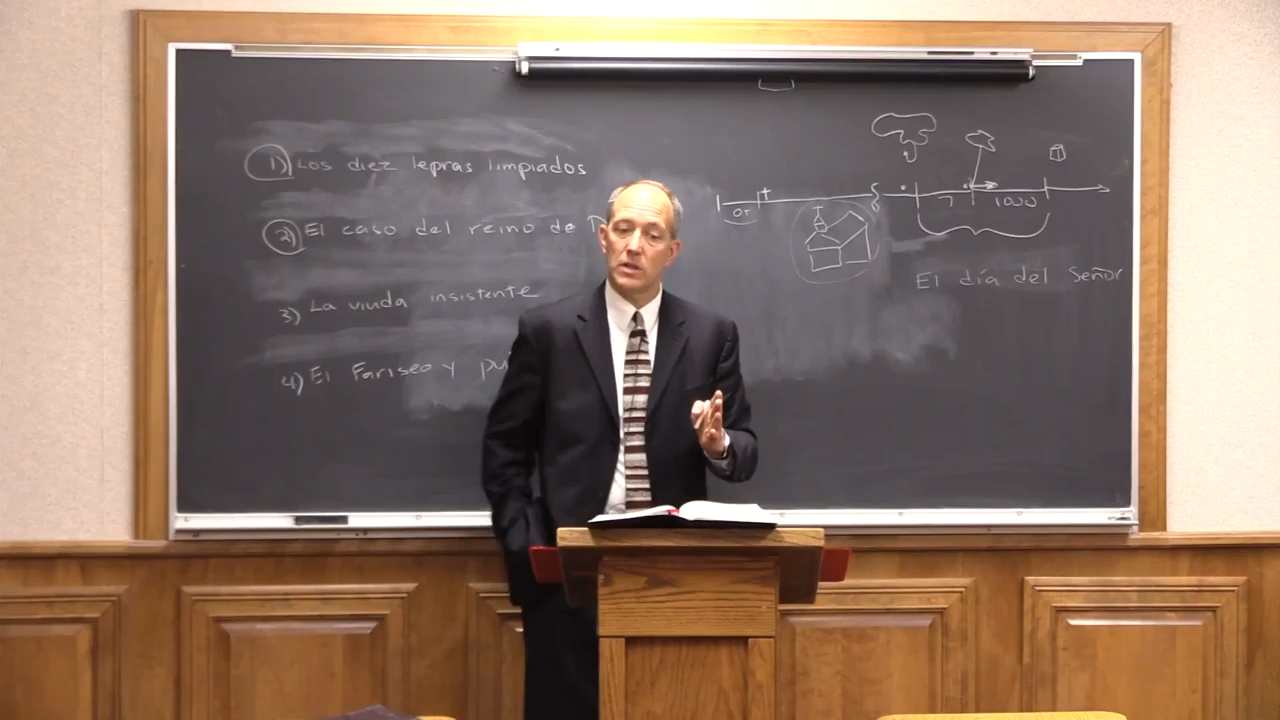 1) Los diez lepras limpiados
2) El caso del reino de D
3) La viuda insistente
4) El Fariseo y pu
OT
7
1000
El día del Señor